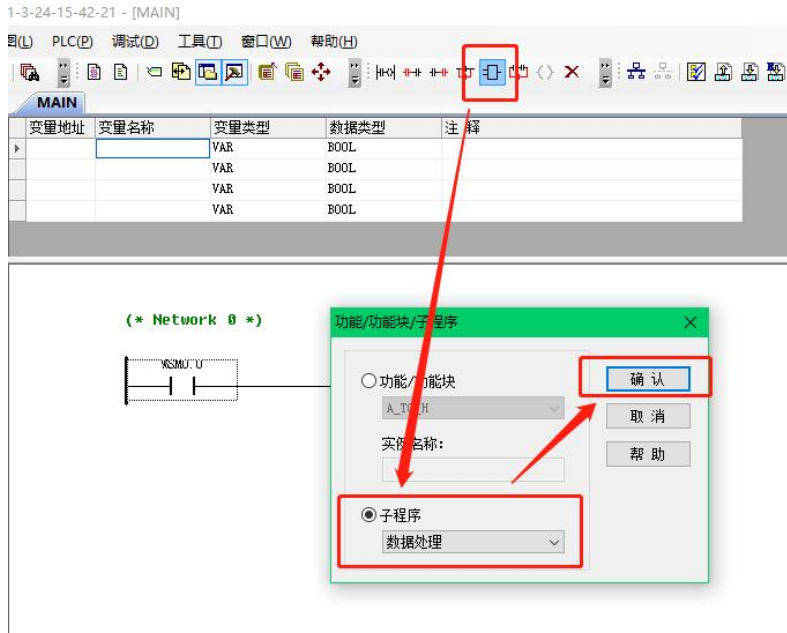 1-3-24-15-42-21 - [MAIN]
图(L) PLC(P) 调试(D) 工具(T) 窗口(W) 帮助(H)
MAIN
变量地址 变量名称 变量类型 数据类型 注 释
VAR BOOL
VAR BOOL
VAR BOOL
VAR BOOL
(* Network 0 *)
%SM0.0
功能/功能块/子程序
功能/功能块
A_TO_H
实例名称:
子程序
数据处理
确 认
取 消
帮 助